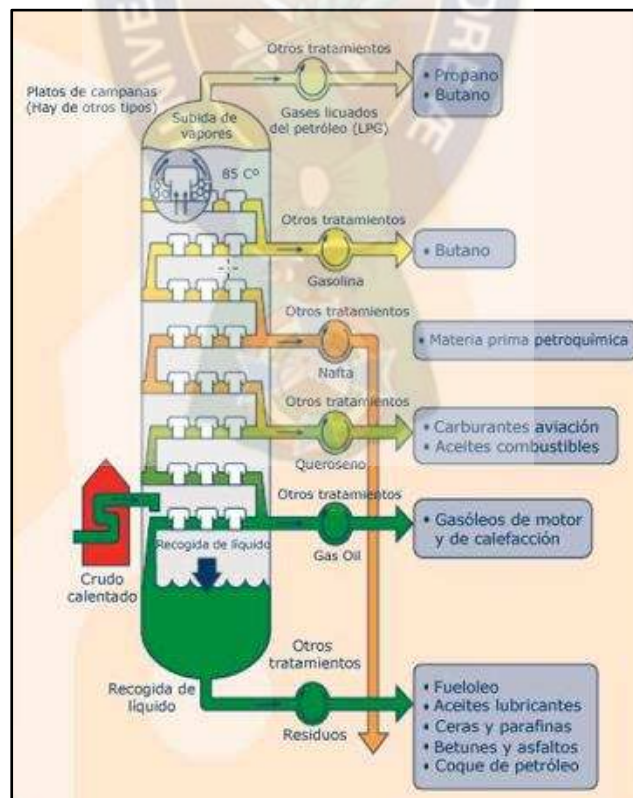 Otros tratamientos
• Propano
• Butano
Platos de campanas
(Hay de otros tipos)
Subida de
vapores
Gases licuados
del petróleo (LPG)
85 Cº
Otros tratamientos
• Butano
Gasolina
Otros tratamientos
• Materia prima petroquímica
Nafta
Otros tratamientos
• Carburantes aviación
• Aceites combustibles
Queroseno
Otros tratamientos
• Gasóleos de motor
y de calefacción
Recogida de líquido
Gas Oil
Crudo
calentado
Otros
tratamientos
Recogida de
líquido
Residuos
• Fueloleo
• Aceites lubricantes
• Ceras y parafinas
• Betunes y asfaltos
• Coque de petróleo